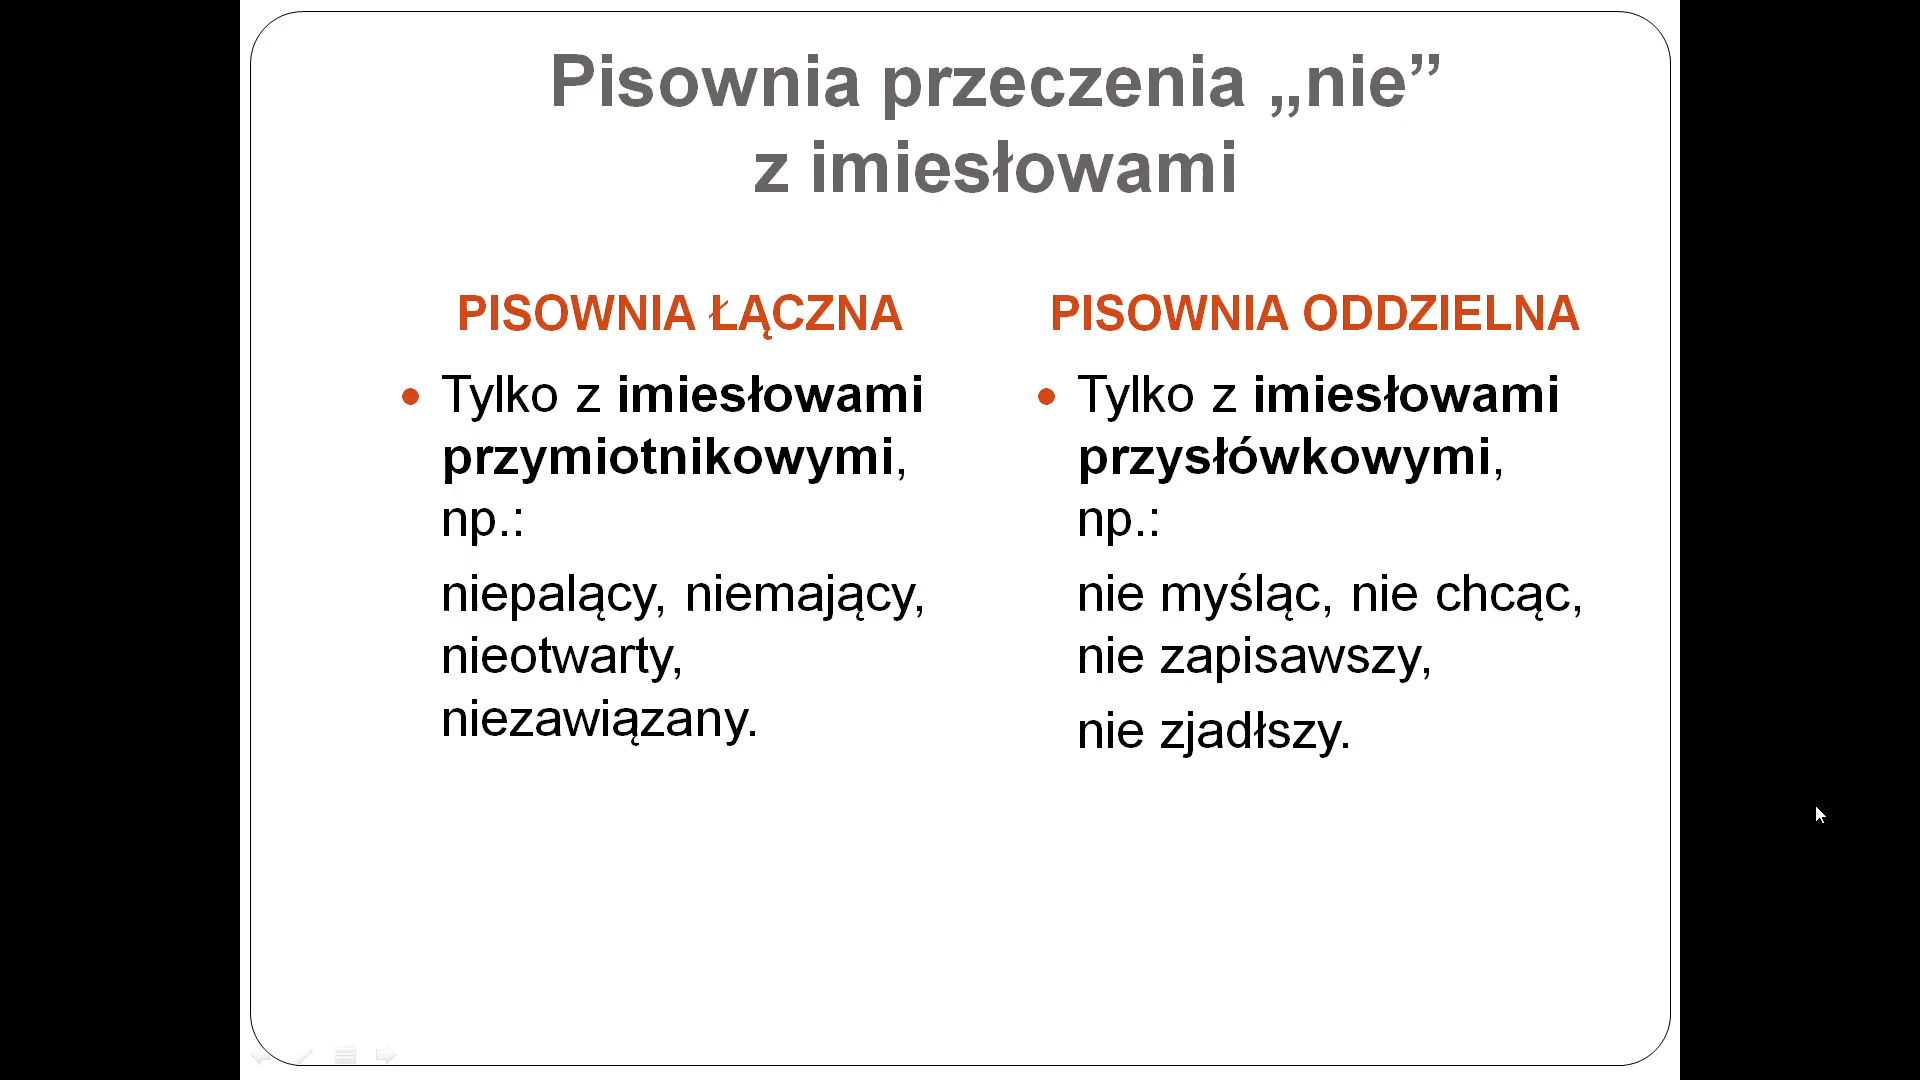 Pisownia przeczenia „nie”
z imiesłowami
PISOWNIA ŁĄCZNA
Tylko z imiesłowami
przymiotnikowymi,
np.:
niepalący, niemający,
nieotwarty,
niezawiązany.
PISOWNIA ODDZIELNA
Tylko z imiesłowami
przysłówkowymi,
np.:
nie myśląc, nie chcąc,
nie zapisawszy,
nie zjadłszy.